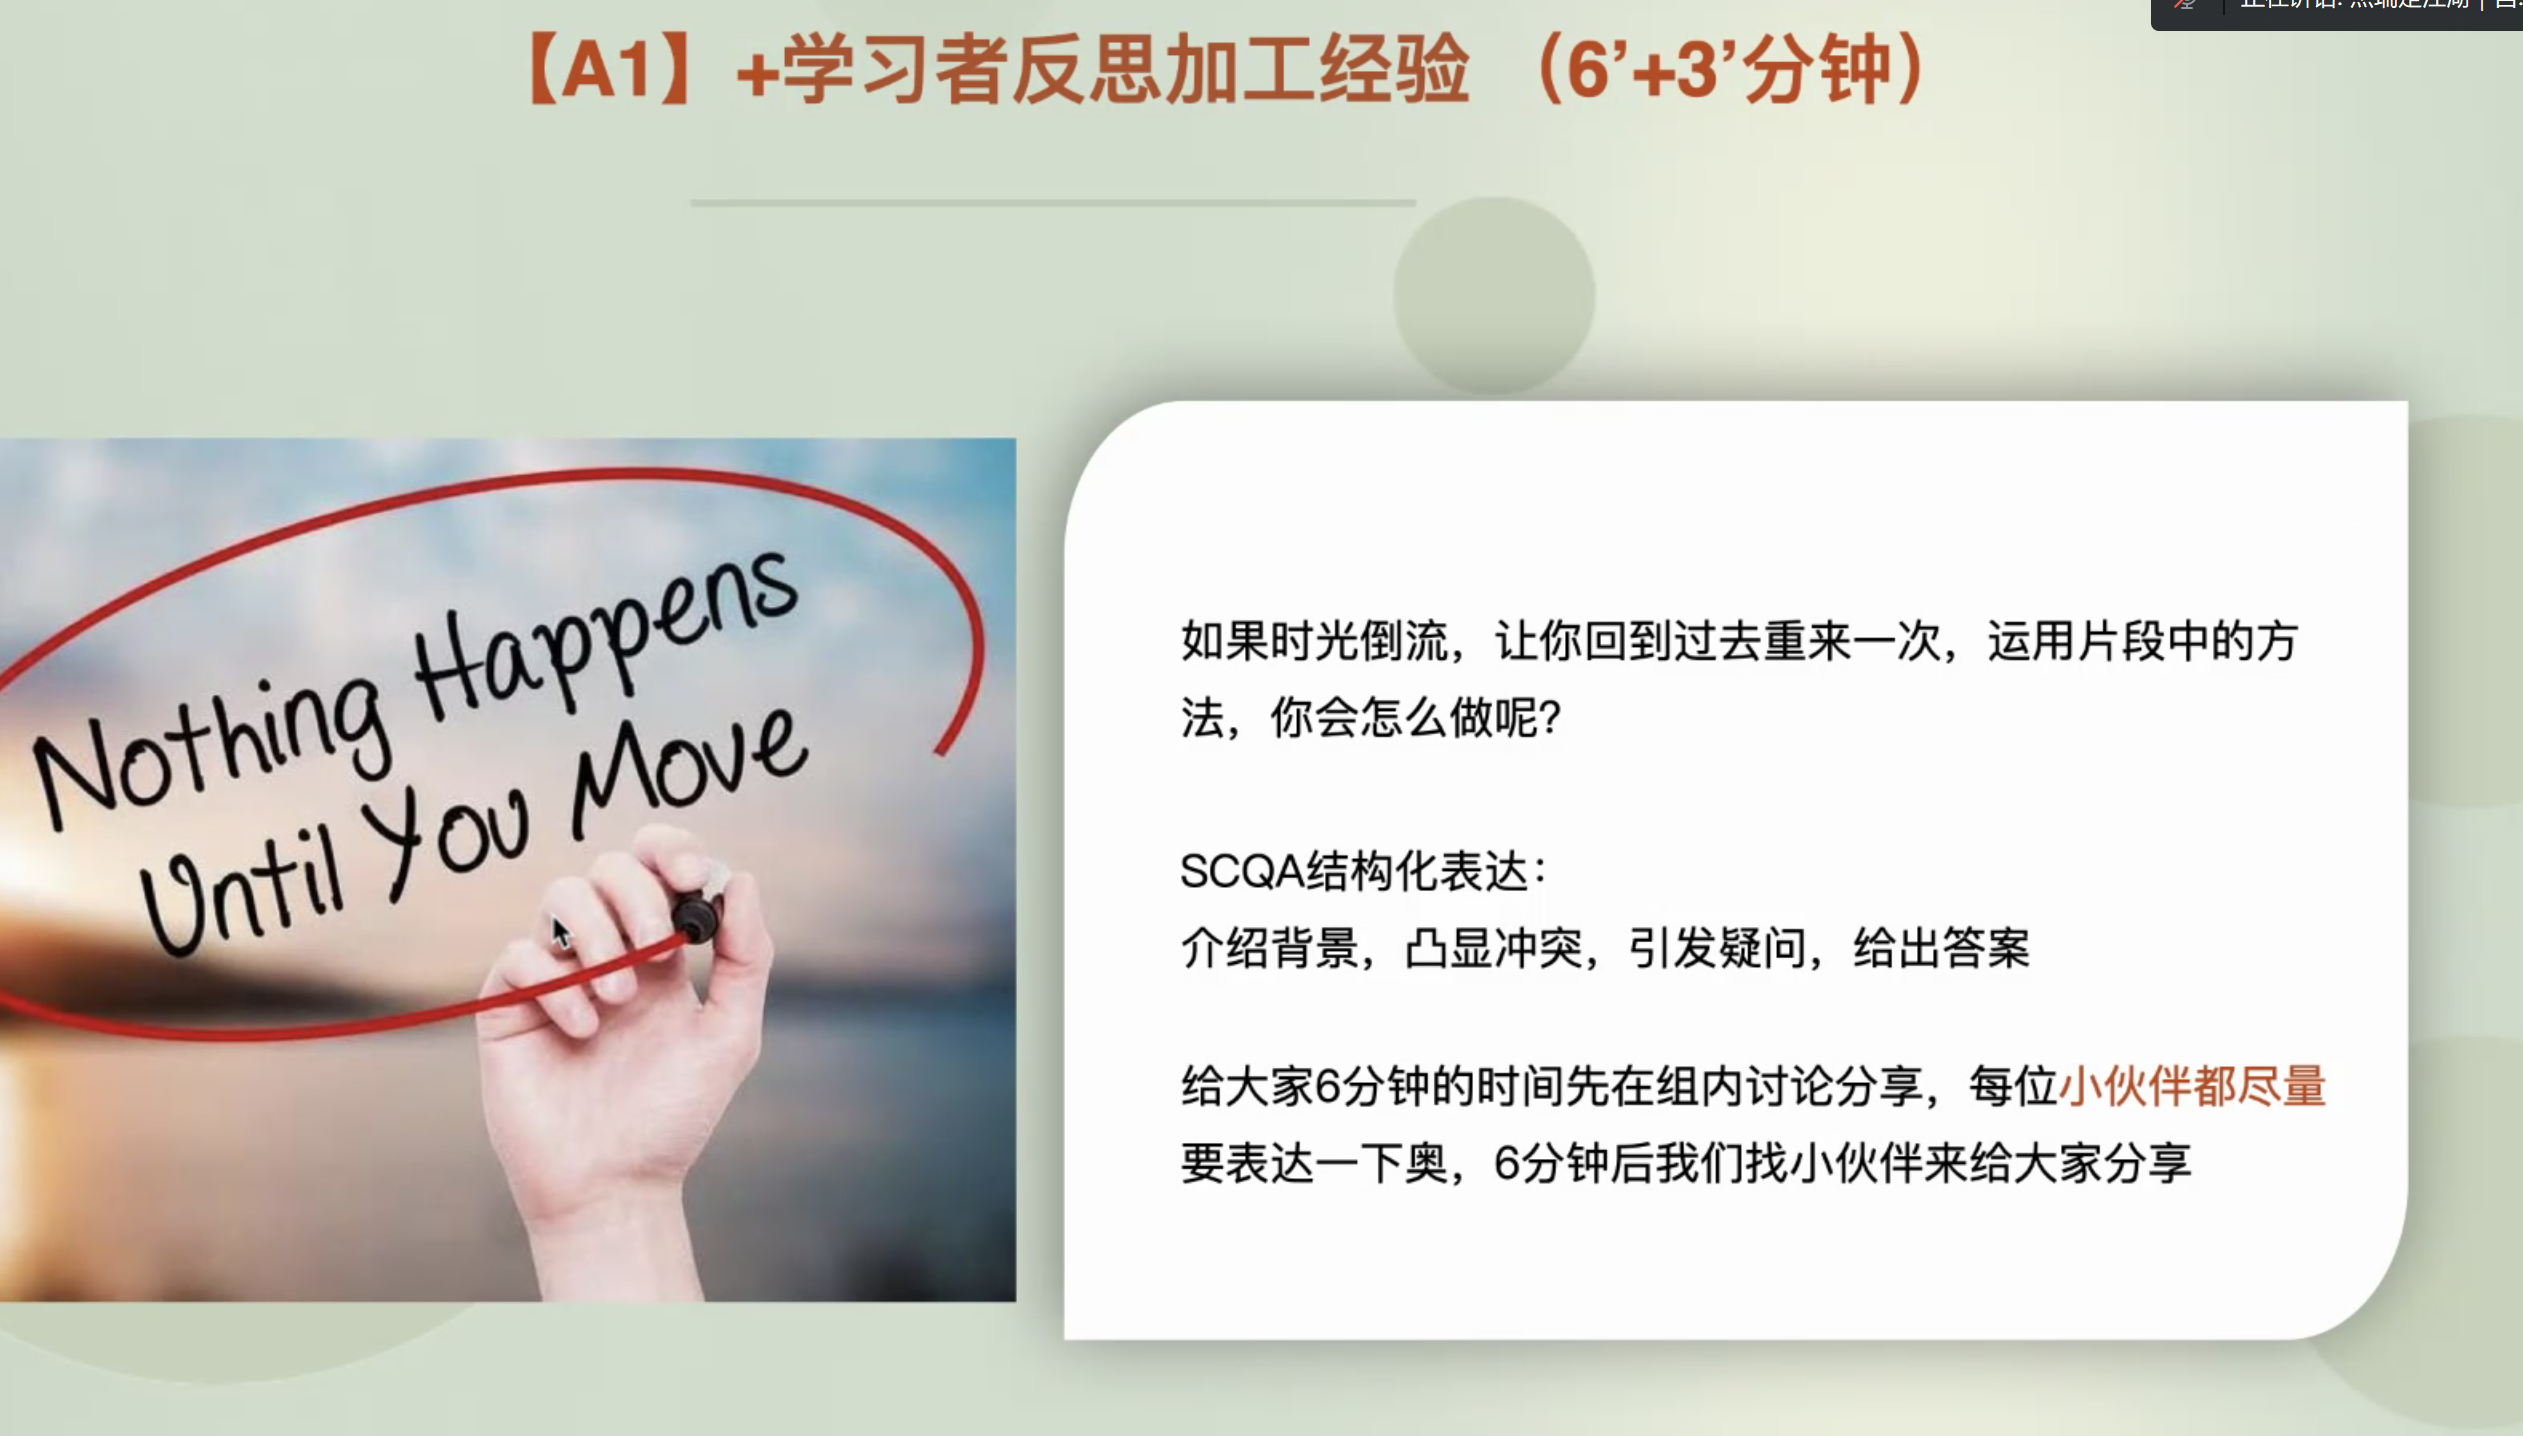 【A1】+学习者反思加工经验 （6’+3’分钟）
Nothing Happens
Until You Move
如果时光倒流，让你回到过去重来一次，运用片段中的方
法，你会怎么做呢？
SCQA结构化表达：
介绍背景，凸显冲突，引发疑问，给出答案
给大家6分钟的时间先在组内讨论分享，每位小伙伴都尽量
要表达一下奥，6分钟后我们找小伙伴来给大家分享